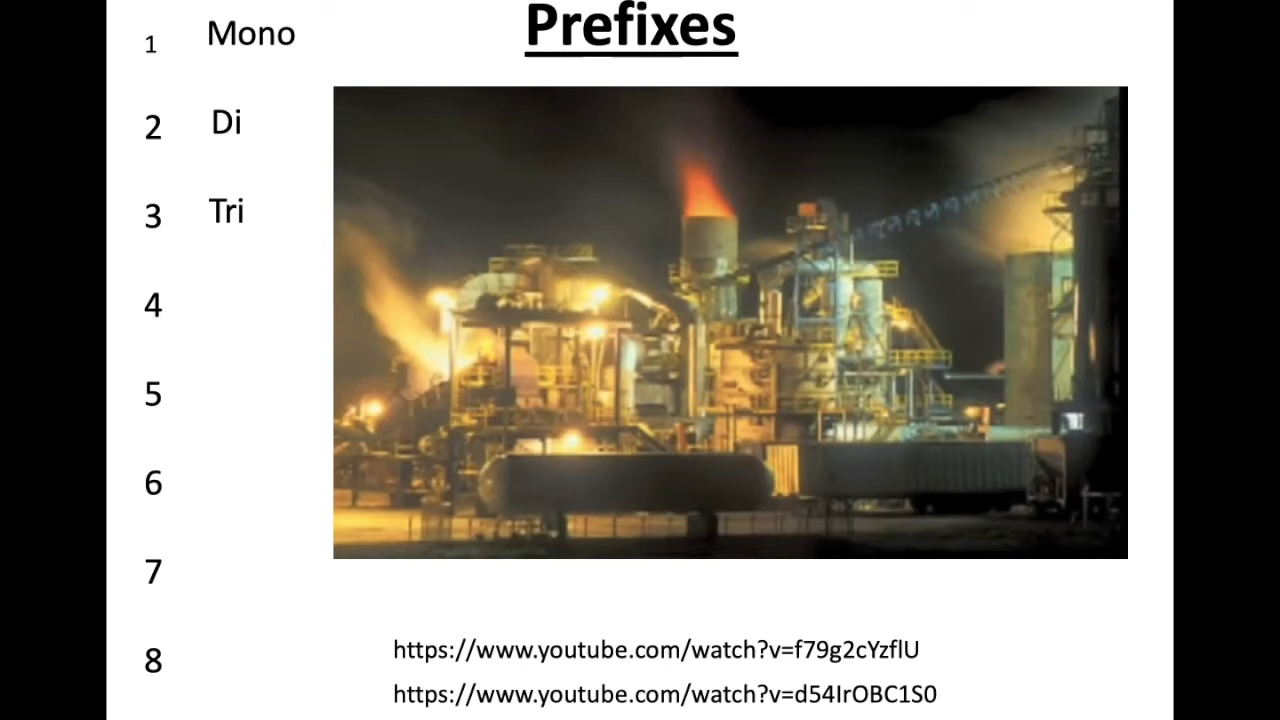 Prefixes
1 Mono
2 Di
3 Tri
4
5
6
7
8
https://www.youtube.com/watch?v=f79g2cYzflU
https://www.youtube.com/watch?v=d54IrOBC1S0